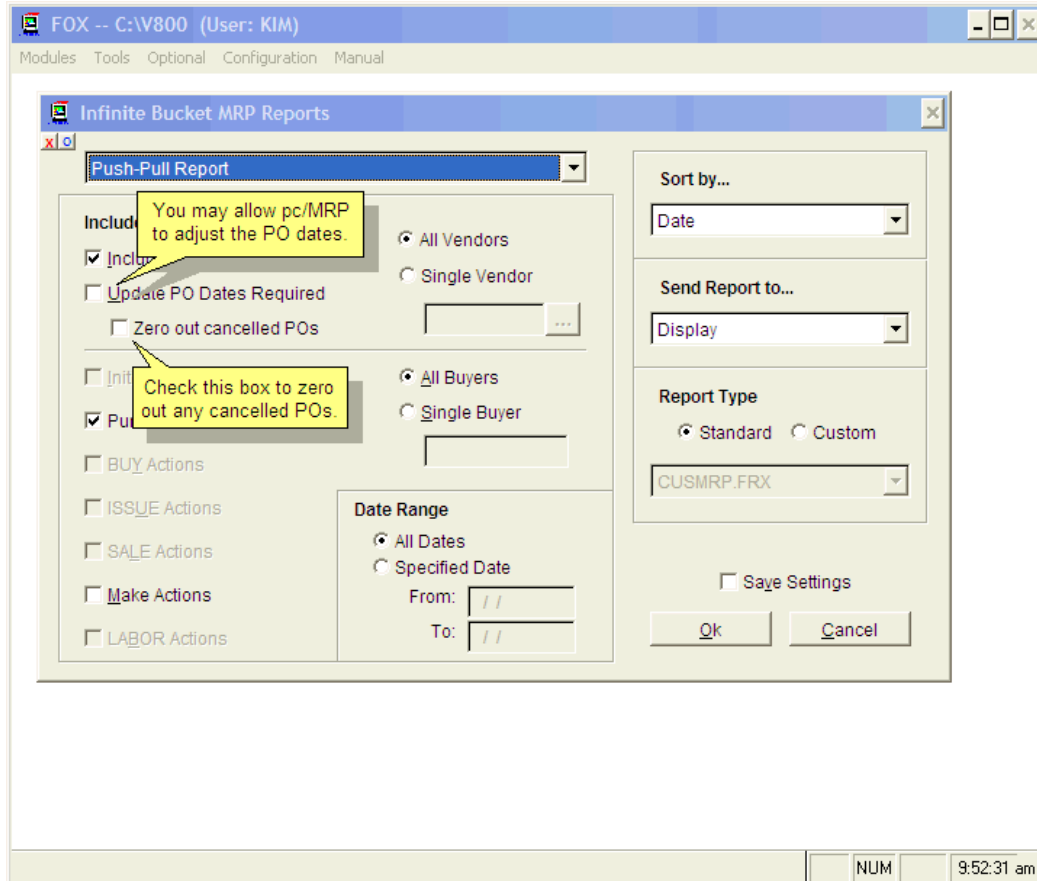 FOX -- C:\V800 (User: KIM)
Modules Tools Optional Configuration Manual
Infinite Bucket MRP Reports
x o
Push-Pull Report
You may allow pc/MRP
to adjust the PO dates.
Update PO Dates Required
Zero out cancelled POs
Check this box to zero
out any cancelled POs.
BUY Actions
ISSUE Actions
SALE Actions
Make Actions
LABOR Actions
All Vendors
Single Vendor
...
All Buyers
Single Buyer
Date Range
All Dates
Specified Date
From: / /
To: / /
Sort by...
Date
Send Report to...
Display
Report Type
Standard Custom
CUSMRP.FRX
Save Settings
Ok Cancel
NUM 9:52:31 am